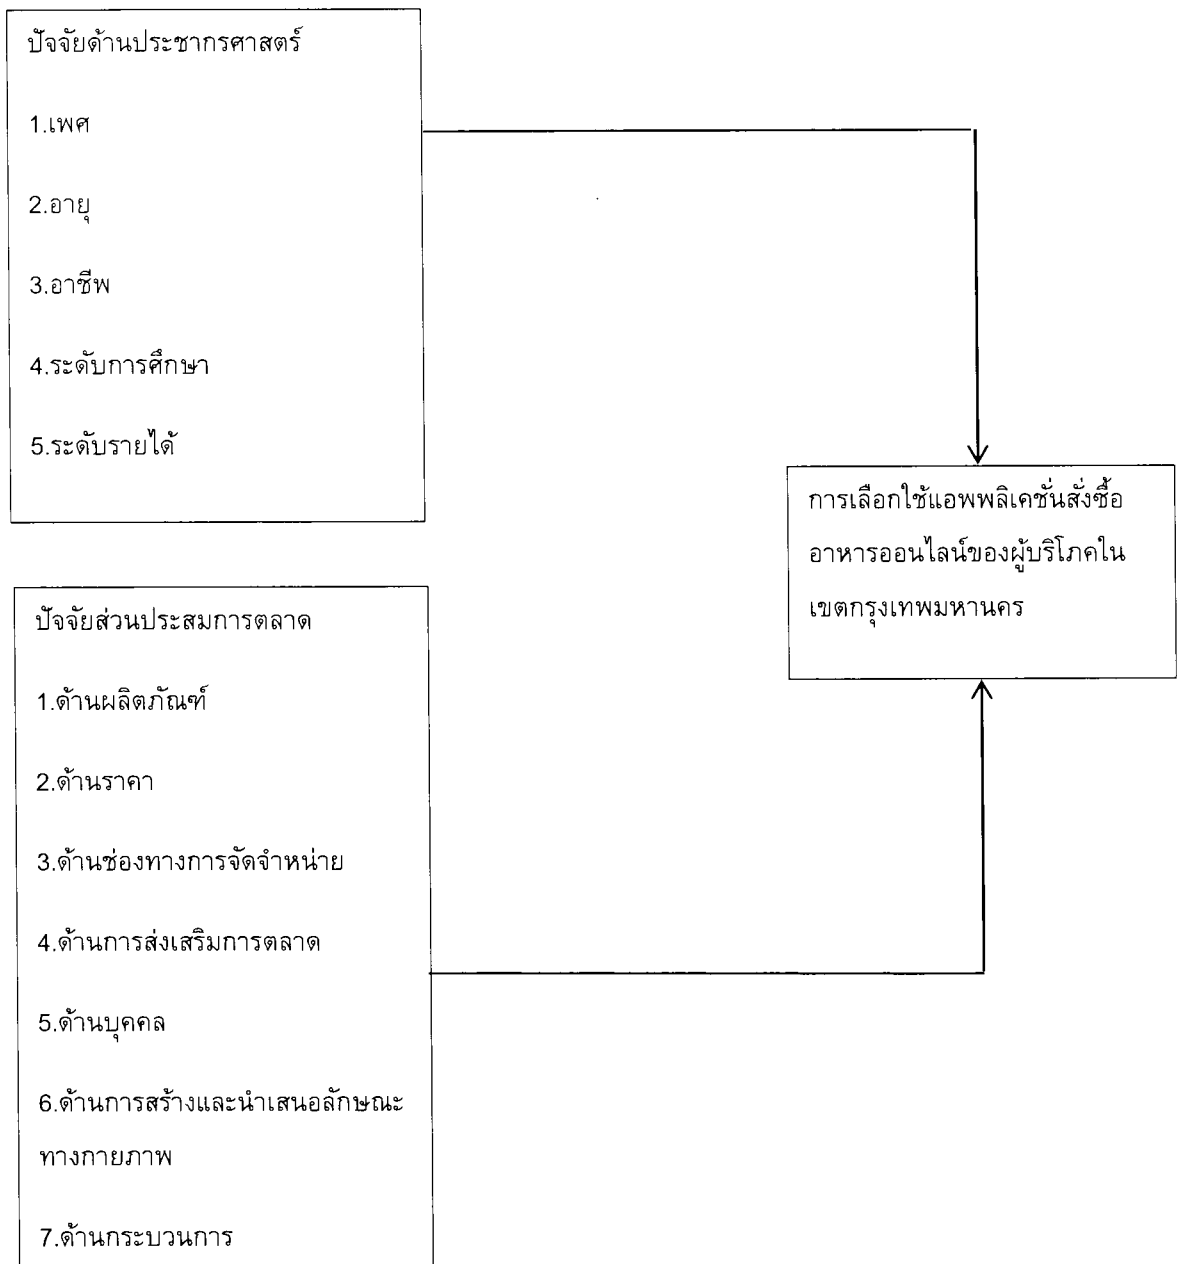 ปัจจัยด้านประชากรศาสตร์
1.เพศ
2.อายุ
3.อาชีพ
4.ระดับการศึกษา
5.ระดับรายได้
การเลือกใช้แอพพลิเคชั่นสั่งซื้อ
อาหารออนไลน์ของผู้บริโภคใน
เขตกรุงเทพมหานคร
ปัจจัยส่วนประสมการตลาด
1.ด้านผลิตภัณฑ์
2.ด้านราคา
3.ด้านช่องทางการจัดจำหน่าย
4.ด้านการส่งเสริมการตลาด
5.ด้านบุคคล
6.ด้านการสร้างและนำเสนอลักษณะ
ทางกายภาพ
7.ด้านกระบวนการ